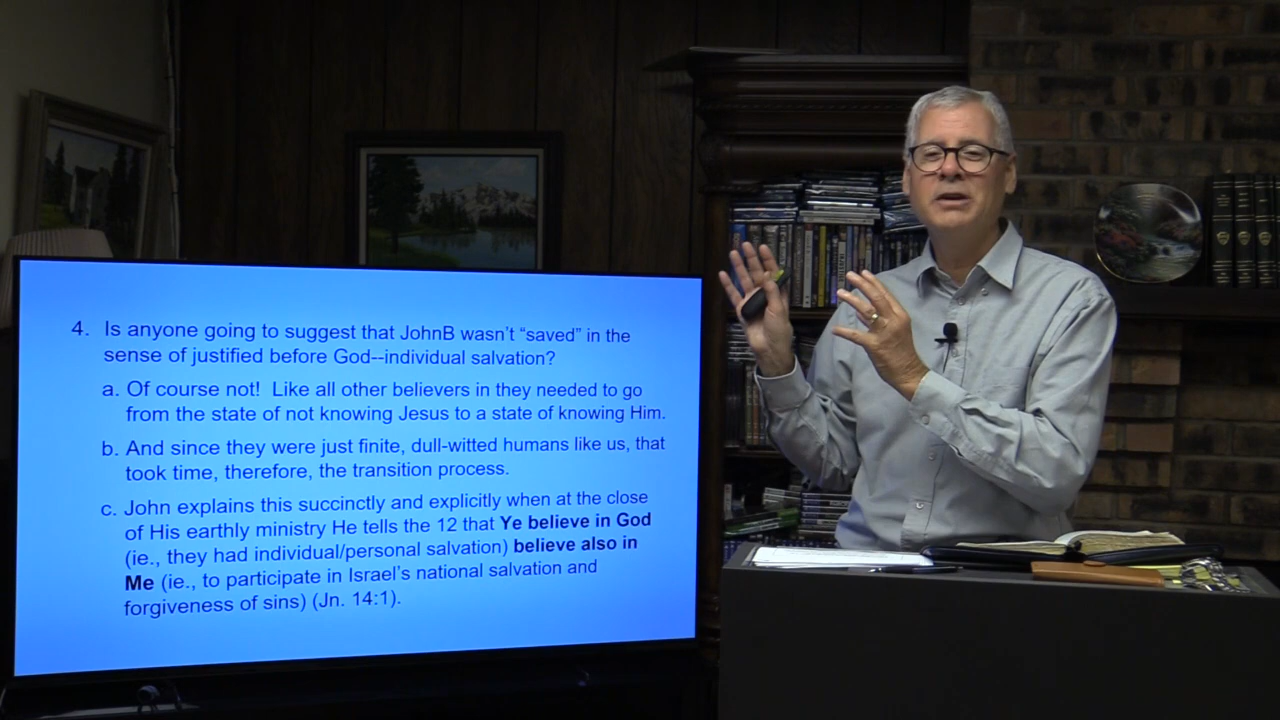 4. Is anyone going to suggest that JohnB wasn't “saved” in the
sense of justified before God--individual salvation?
a. Of course not! Like all other believers in they needed to go
from the state of not knowing Jesus to a state of knowing Him.
b. And since they were just finite, dull-witted humans like us, that
took time, therefore, the transition process.
c. John explains this succinctly and explicitly when at the close
of His earthly ministry He tells the 12 that Ye believe in God
(ie., they had individual/personal salvation) believe also in
Me (ie., to participate in Israel's national salvation and
forgiveness of sins) (Jn. 14:1).